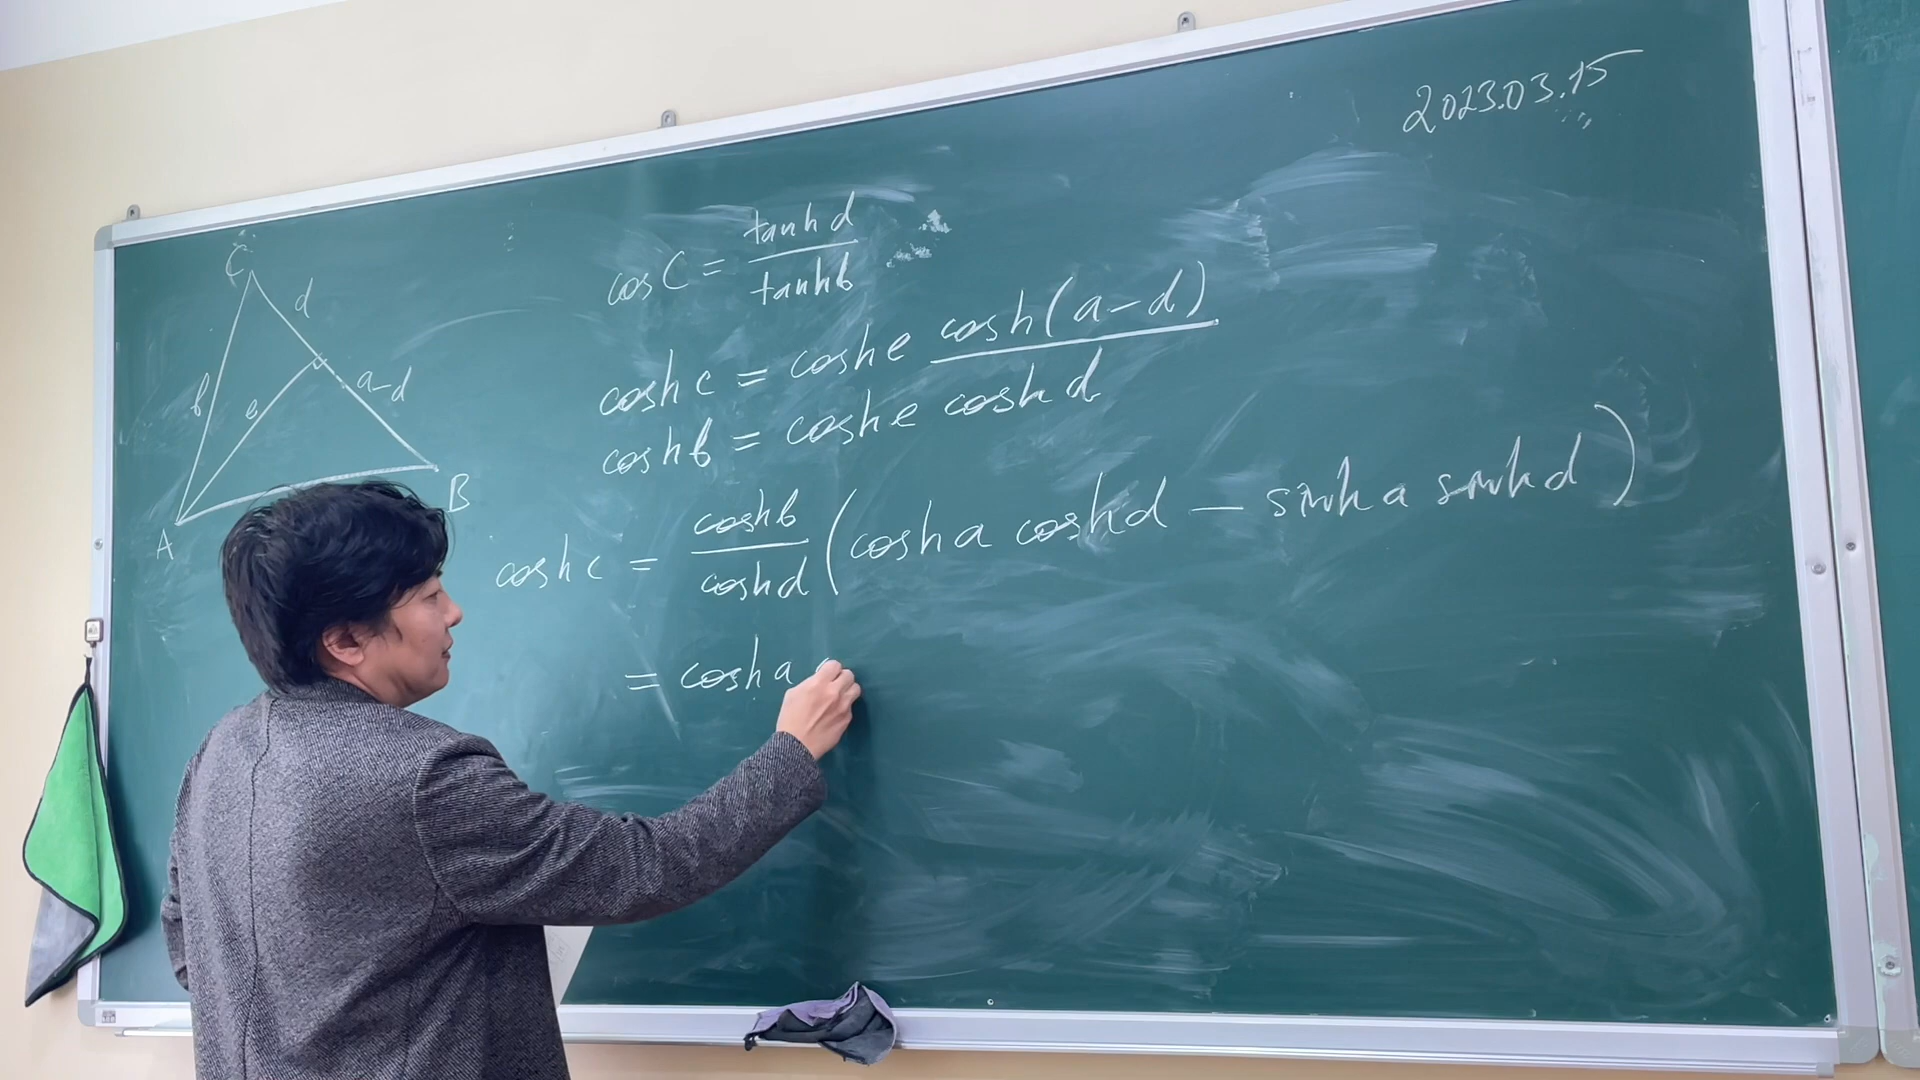 2023.03.15
C
d
b
e
a-d
A
B
cos C = tanh d / tanh b
cosh c = cosh e cosh(a-d)
cosh b = cosh e cosh d
cosh c = cosh b / cosh d (cosh a cosh d - sinh a sinh d)
= cosh a